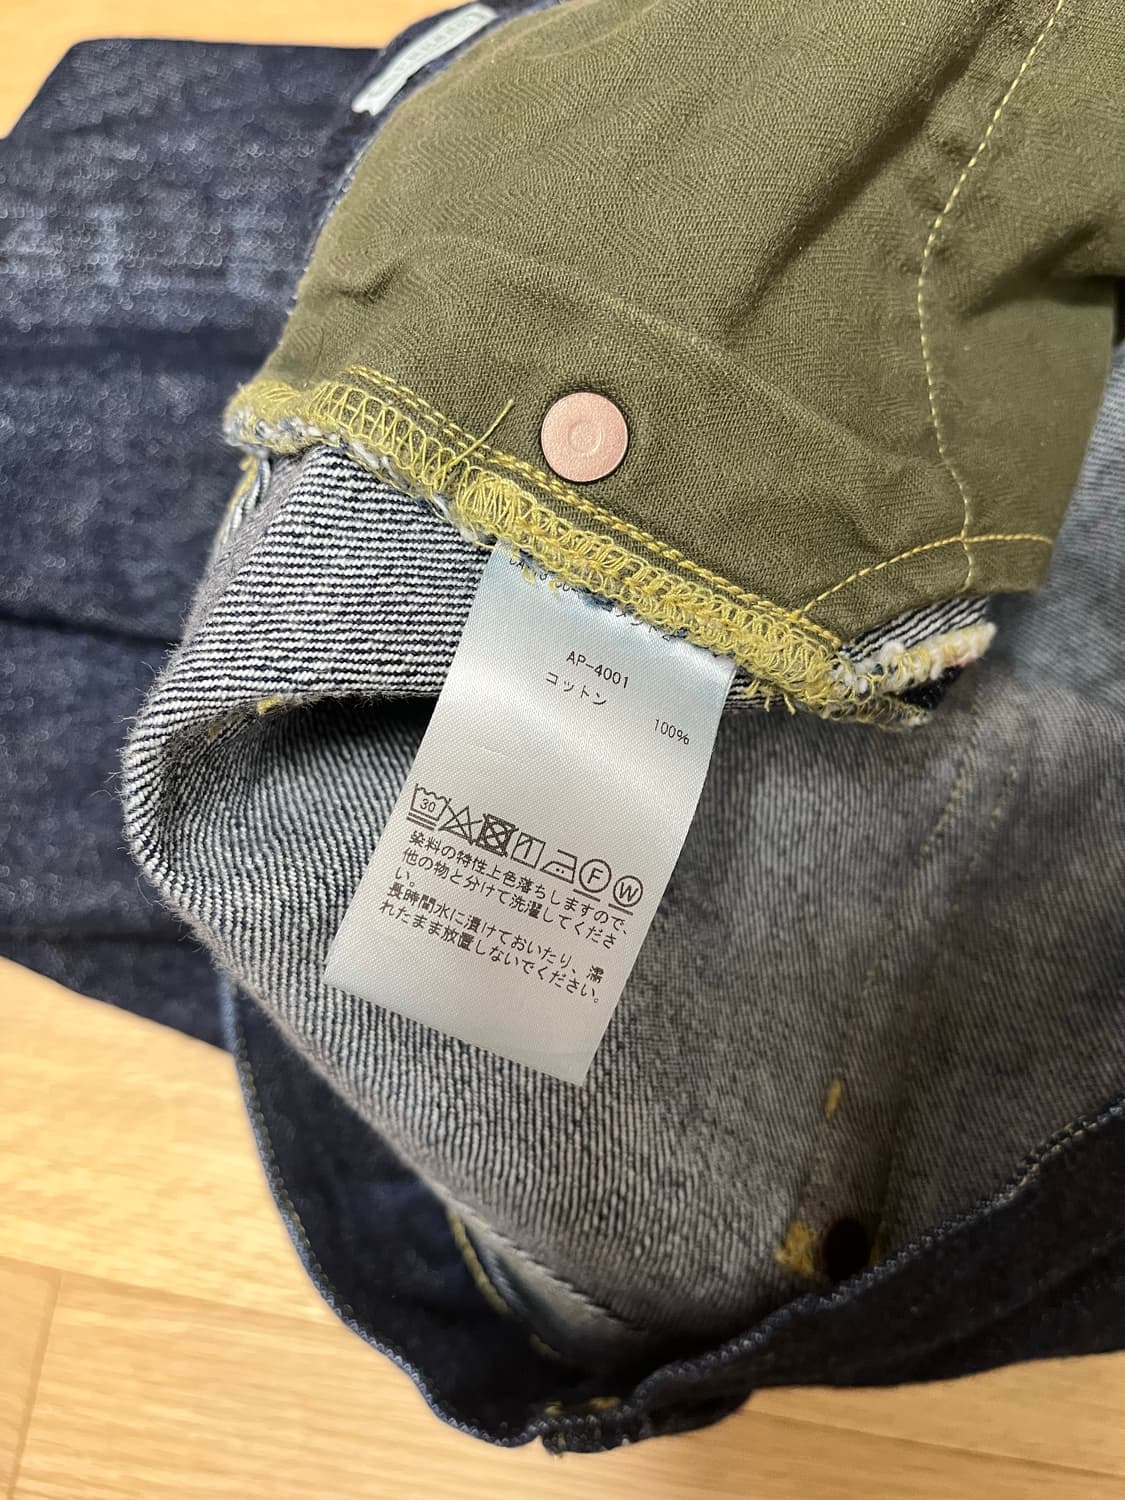 AP-4001
コットン
100%
30
F
W
染料の特性上色落ちしますので、
他の物と分けて洗濯してくださ
い。
長時間水に漬けておいたり、濡
れたまま放置しないでください。